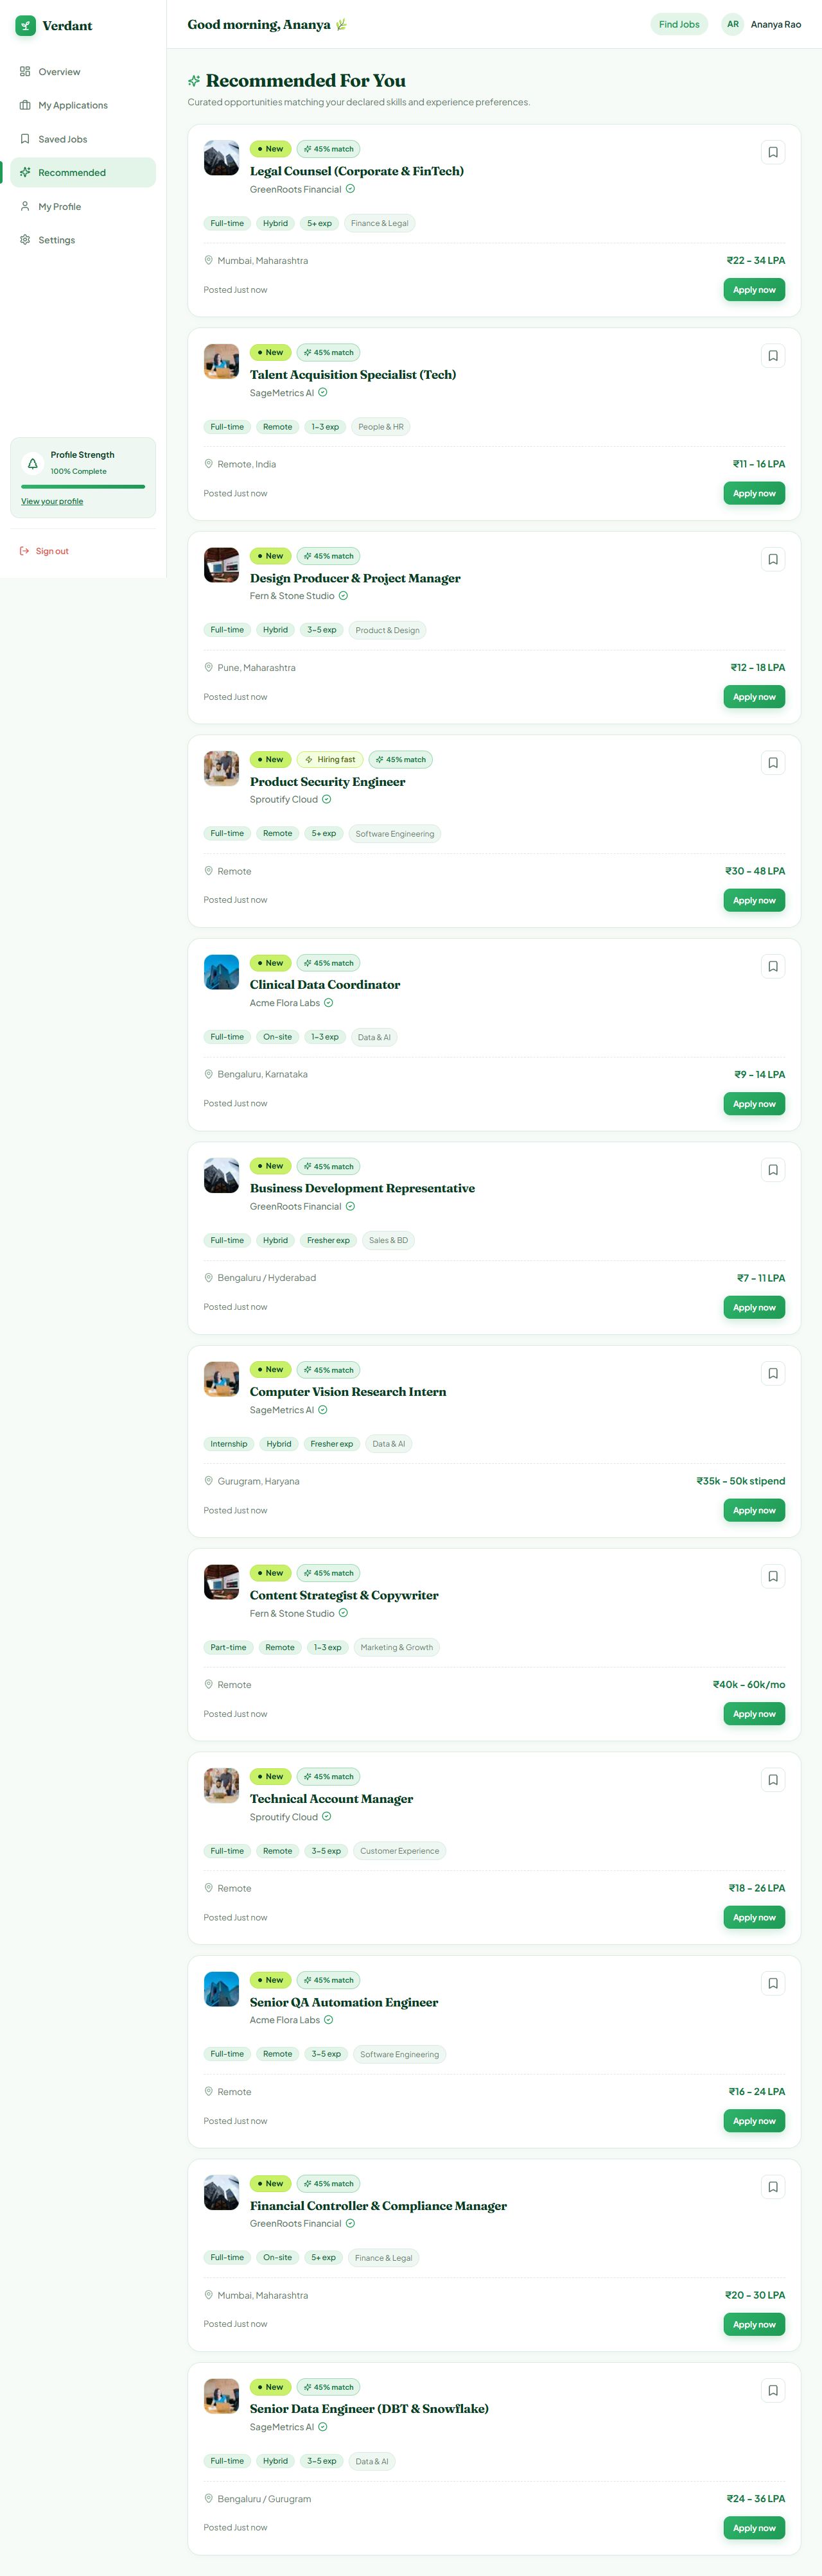 Verdant
Overview
My Applications
Saved Jobs
Recommended
My Profile
Settings
Profile Strength
100% Complete
View your profile
Sign out
Good morning, Ananya 🌿
Find Jobs
AR
Ananya Rao
Recommended For You
Curated opportunities matching your declared skills and experience preferences.
New 45% match
Legal Counsel (Corporate & FinTech)
GreenRoots Financial
Full-time Hybrid 5+ exp Finance & Legal
Mumbai, Maharashtra ₹22 – 34 LPA
Posted Just now Apply now
New 45% match
Talent Acquisition Specialist (Tech)
SageMetrics AI
Full-time Remote 1–3 exp People & HR
Remote, India ₹11 – 16 LPA
Posted Just now Apply now
New 45% match
Design Producer & Project Manager
Fern & Stone Studio
Full-time Hybrid 3–5 exp Product & Design
Pune, Maharashtra ₹12 – 18 LPA
Posted Just now Apply now
New Hiring fast 45% match
Product Security Engineer
Sproutify Cloud
Full-time Remote 5+ exp Software Engineering
Remote ₹30 – 48 LPA
Posted Just now Apply now
New 45% match
Clinical Data Coordinator
Acme Flora Labs
Full-time On-site 1–3 exp Data & AI
Bengaluru, Karnataka ₹9 – 14 LPA
Posted Just now Apply now
New 45% match
Business Development Representative
GreenRoots Financial
Full-time Hybrid Fresher exp Sales & BD
Bengaluru / Hyderabad ₹7 – 11 LPA
Posted Just now Apply now
New 45% match
Computer Vision Research Intern
SageMetrics AI
Internship Hybrid Fresher exp Data & AI
Gurugram, Haryana ₹35k – 50k stipend
Posted Just now Apply now
New 45% match
Content Strategist & Copywriter
Fern & Stone Studio
Part-time Remote 1–3 exp Marketing & Growth
Remote ₹40k – 60k/mo
Posted Just now Apply now
New 45% match
Technical Account Manager
Sproutify Cloud
Full-time Remote 3–5 exp Customer Experience
Remote ₹18 – 26 LPA
Posted Just now Apply now
New 45% match
Senior QA Automation Engineer
Acme Flora Labs
Full-time Remote 3–5 exp Software Engineering
Remote ₹16 – 24 LPA
Posted Just now Apply now
New 45% match
Financial Controller & Compliance Manager
GreenRoots Financial
Full-time On-site 5+ exp Finance & Legal
Mumbai, Maharashtra ₹20 – 30 LPA
Posted Just now Apply now
New 45% match
Senior Data Engineer (DBT & Snowflake)
SageMetrics AI
Full-time Hybrid 3–5 exp Data & AI
Bengaluru / Gurugram ₹24 – 36 LPA
Posted Just now Apply now